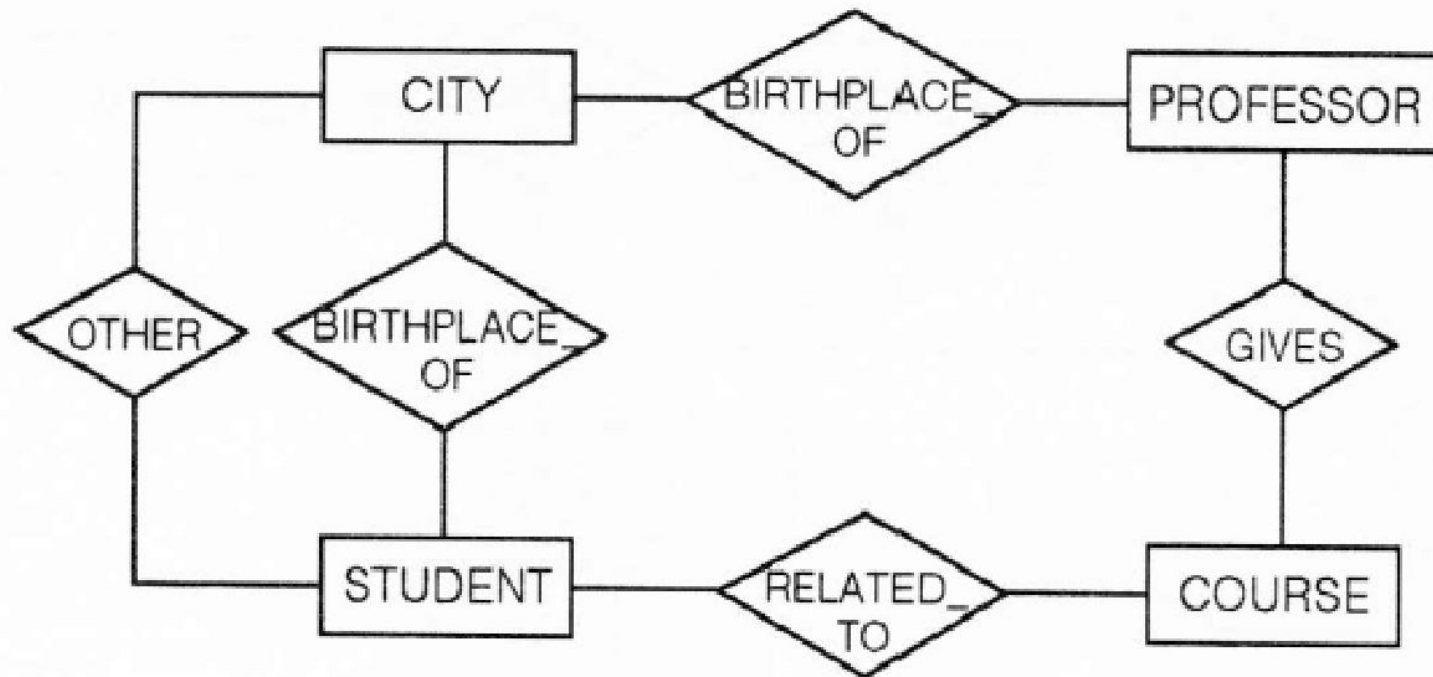 CITY
BIRTHPLACE_
OF
PROFESSOR
OTHER
BIRTHPLACE_
OF
GIVES
STUDENT
RELATED_
TO
COURSE